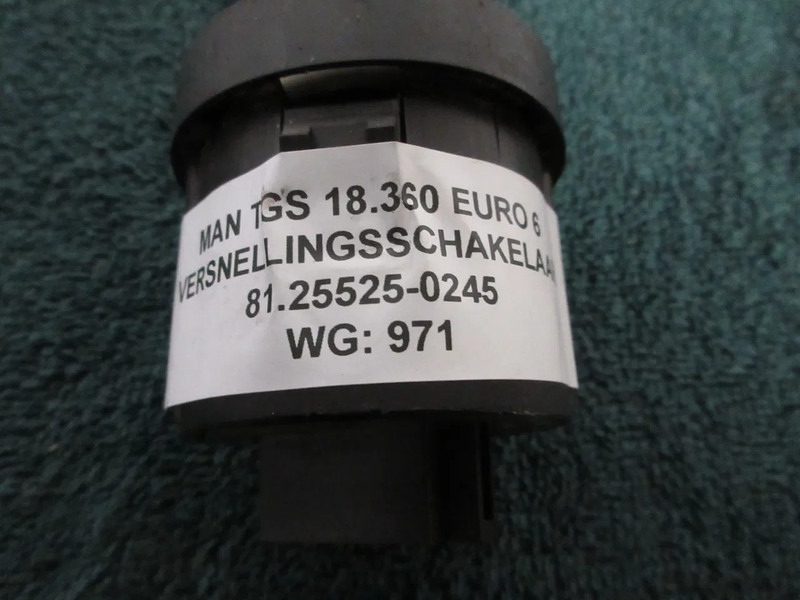 MAN TGS 18.360 EURO 6
VERSNELLINGSSCHAKELAA
81.25525-0245
WG: 971